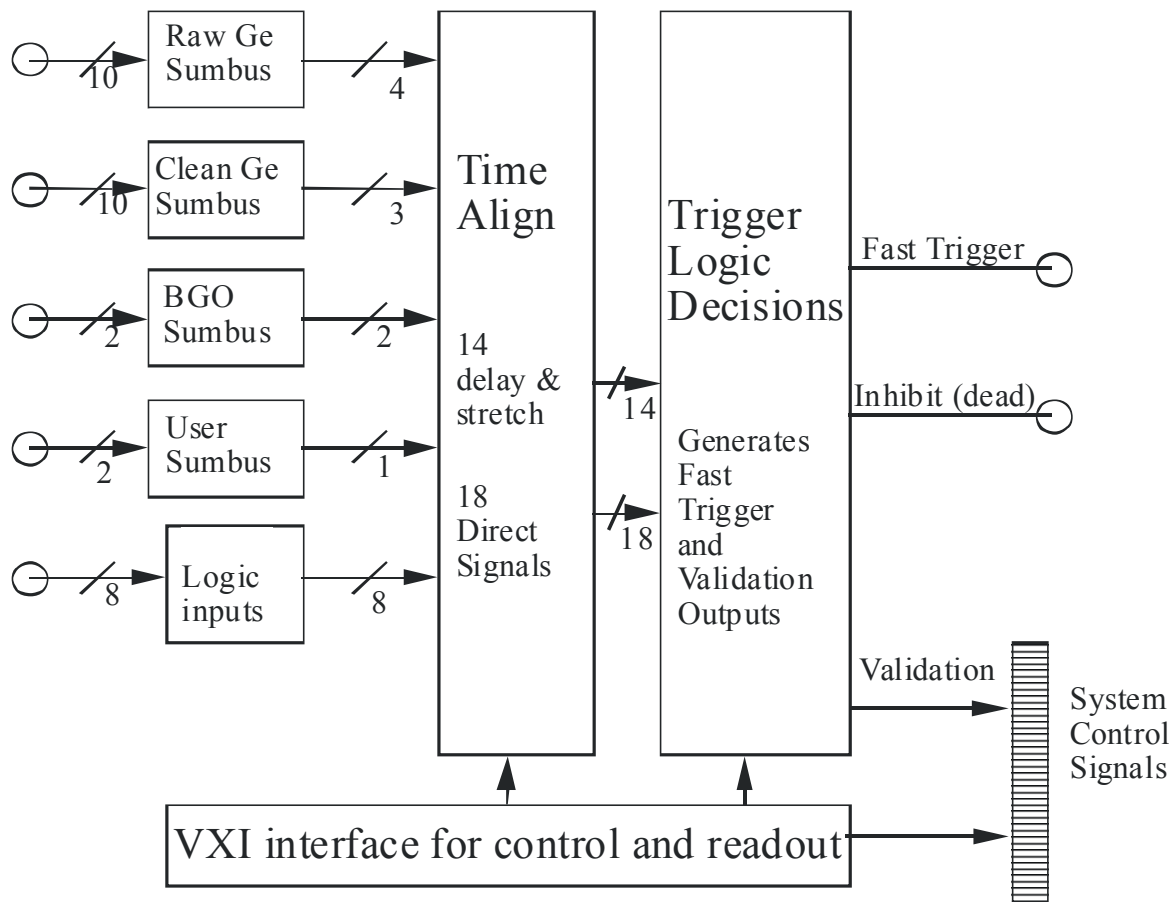 Raw Ge
Sumbus
10
4
Clean Ge
Sumbus
10
3
BGO
Sumbus
2
2
User
Sumbus
2
1
Logic
inputs
8
8
Time
Align
14
delay &
stretch
18
Direct
Signals
14
18
Trigger
Logic
Decisions
Generates
Fast
Trigger
and
Validation
Outputs
Fast Trigger
Inhibit (dead)
Validation
System
Control
Signals
VXI interface for control and readout